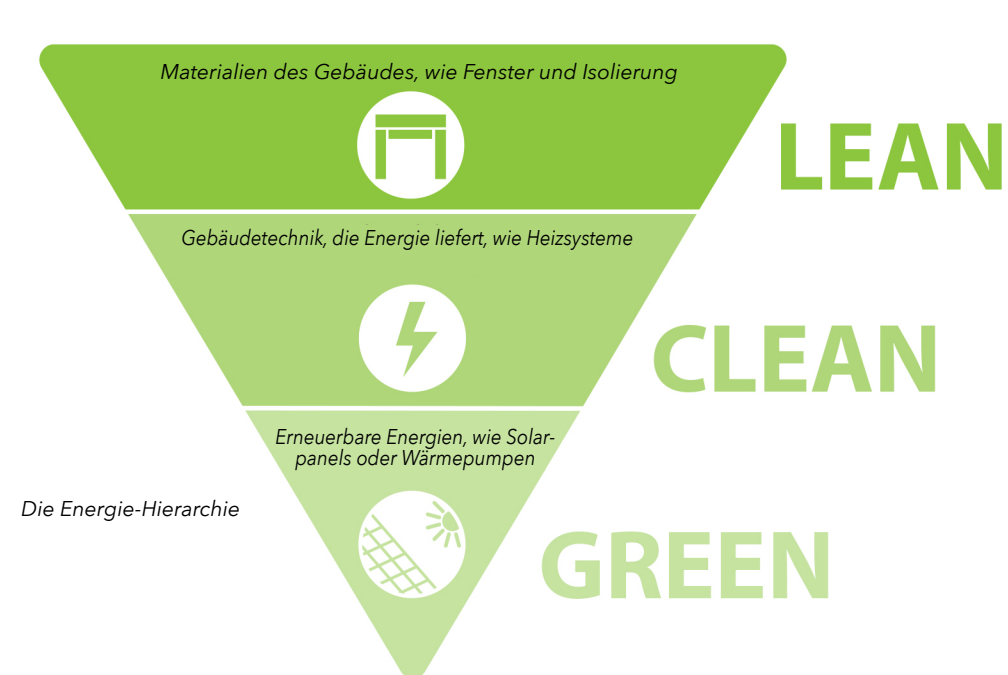 Materialien des Gebäudes, wie Fenster und Isolierung
LEAN
Gebäudetechnik, die Energie liefert, wie Heizsysteme
CLEAN
Erneuerbare Energien, wie Solar-
panels oder Wärmepumpen
Die Energie-Hierarchie
GREEN